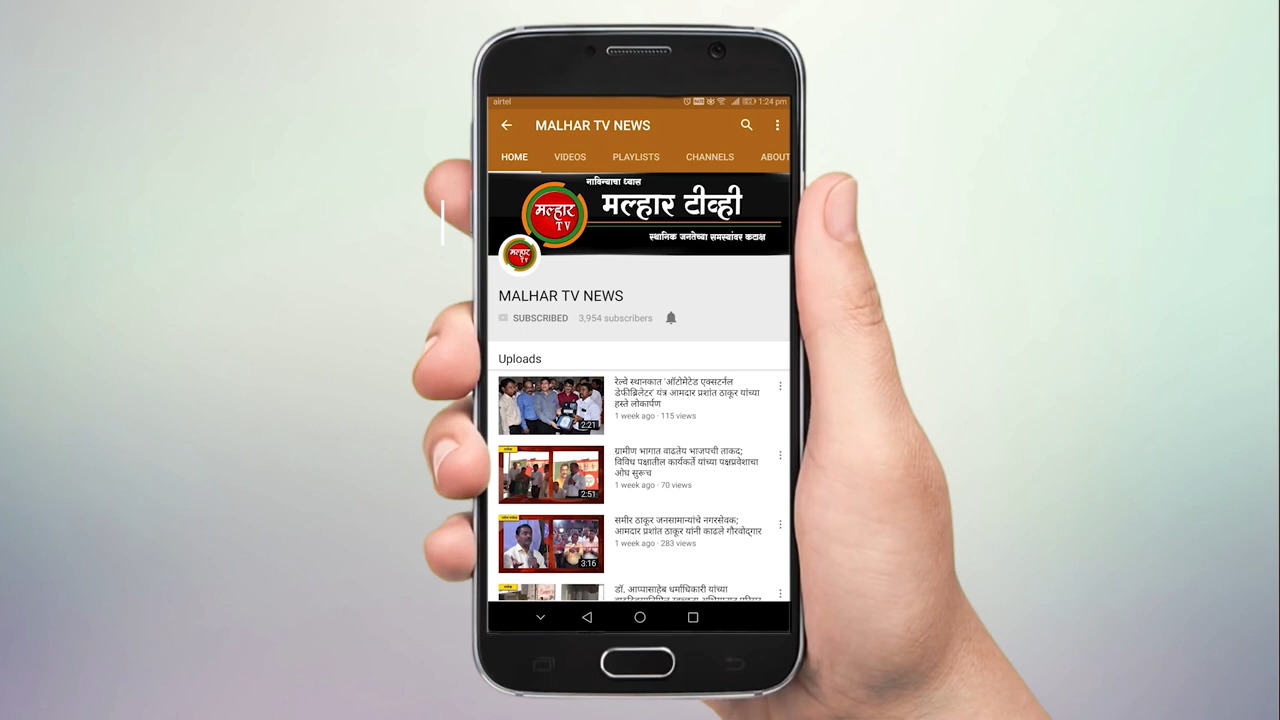 airtel 1:24 pm
MALHAR TV NEWS
HOME VIDEOS PLAYLISTS CHANNELS ABOUT
नाविन्याचा ध्यास
मल्हार टीव्ही
मल्हार
TV
स्थानिक जनतेच्या समस्यांवर कटाक्ष
मल्हार
TV
MALHAR TV NEWS
SUBSCRIBED 3,954 subscribers
Uploads
रेल्वे स्थानकात 'ऑटोमेटेड एक्सटर्नल
डेफीब्रिलेटर' यंत्र आमदार प्रशांत ठाकूर यांच्या
हस्ते लोकार्पण
1 week ago · 115 views
2:21
ग्रामीण भागात वाढतेय भाजपची ताकद;
विविध पक्षातील कार्यकर्ते यांच्या पक्षप्रवेशाचा
ओघ सुरूच
1 week ago · 70 views
2:51
समीर ठाकूर जनसामान्यांचे नगरसेवक;
आमदार प्रशांत ठाकूर यांनी काढले गौरवोद्गार
1 week ago · 283 views
3:16
डॉ. आप्पासाहेब धर्माधिकारी यांच्या